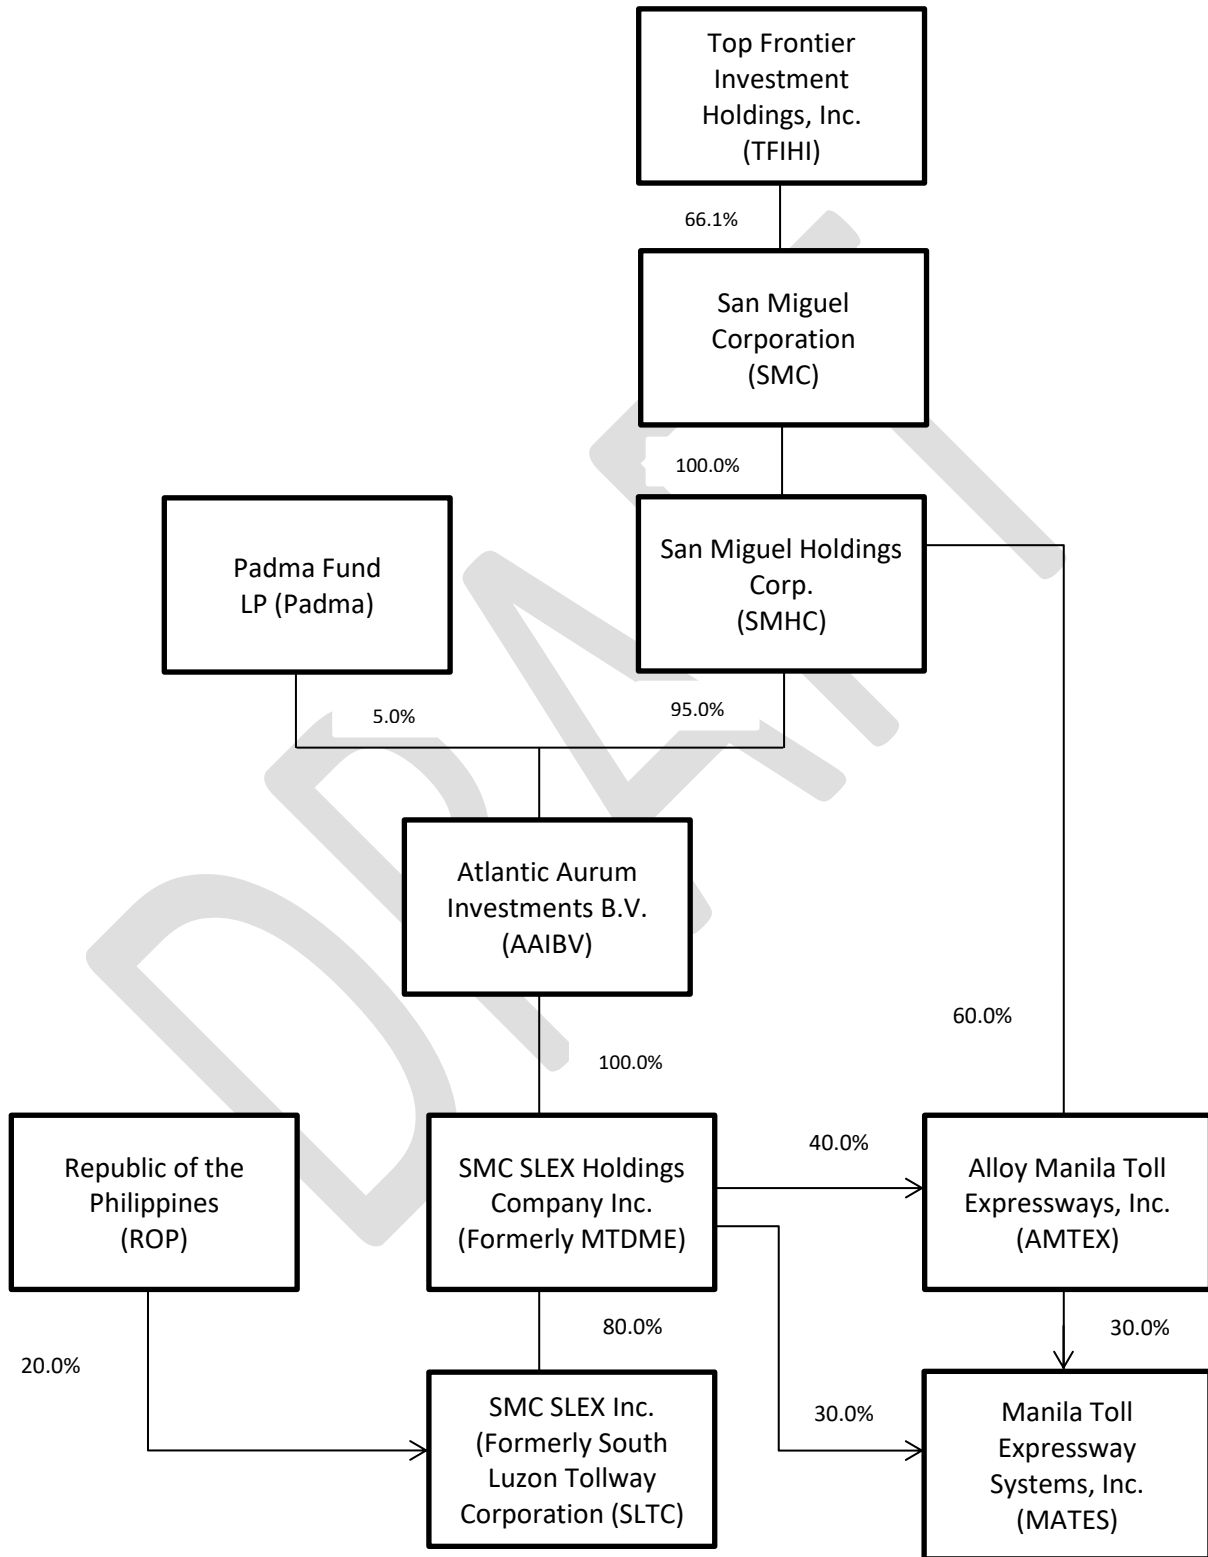 Top Frontier
Investment
Holdings, Inc.
(TFIHI)
66.1%
San Miguel
Corporation
(SMC)
100.0%
Padma Fund
LP (Padma)
San Miguel Holdings
Corp.
(SMHC)
5.0%
95.0%
Atlantic Aurum
Investments B.V.
(AAIBV)
60.0%
100.0%
Republic of the
Philippines
(ROP)
SMC SLEX Holdings
Company Inc.
(Formerly MTDME)
40.0%
Alloy Manila Toll
Expressways, Inc.
(AMTEX)
20.0%
80.0%
30.0%
SMC SLEX Inc.
(Formerly South
Luzon Tollway
Corporation (SLTC)
30.0%
Manila Toll
Expressway
Systems, Inc.
(MATES)
DRAFT